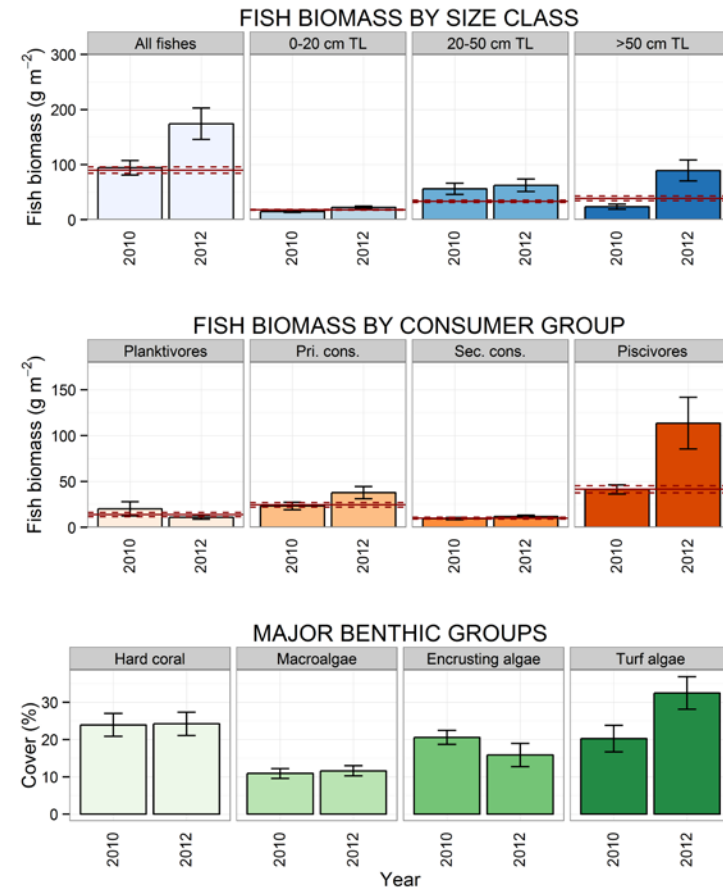 FISH BIOMASS BY SIZE CLASS
All fishes 0-20 cm TL 20-50 cm TL >50 cm TL
Fish biomass (g m⁻²)
300
200
100
0
2010 2012 2010 2012 2010 2012 2010 2012
FISH BIOMASS BY CONSUMER GROUP
Planktivores Pri. cons. Sec. cons. Piscivores
Fish biomass (g m⁻²)
150
100
50
0
2010 2012 2010 2012 2010 2012 2010 2012
MAJOR BENTHIC GROUPS
Hard coral Macroalgae Encrusting algae Turf algae
Cover (%)
30
20
10
0
2010 2012 2010 2012 2010 2012 2010 2012
Year